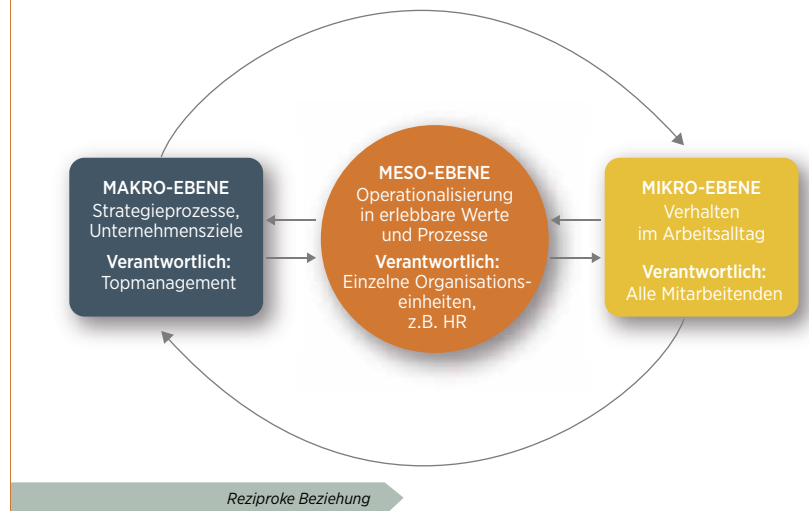 MAKRO-EBENE
Strategieprozesse,
Unternehmensziele
Verantwortlich:
Topmanagement
MESO-EBENE
Operationalisierung
in erlebbare Werte
und Prozesse
Verantwortlich:
Einzelne Organisations-
einheiten,
z.B. HR
MIKRO-EBENE
Verhalten
im Arbeitsalltag
Verantwortlich:
Alle Mitarbeitenden
Reziproke Beziehung